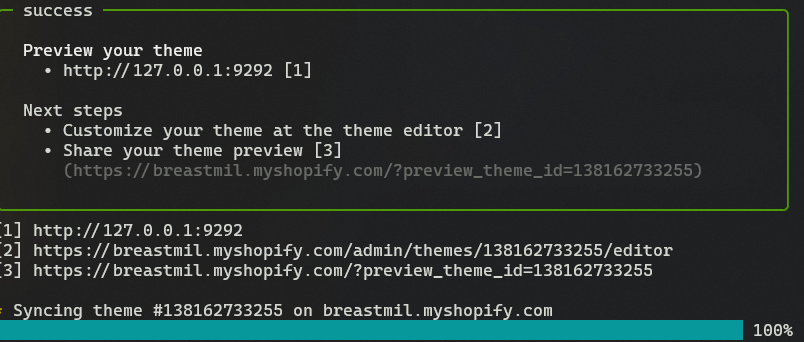 success
Preview your theme
• http://127.0.0.1:9292 [1]
Next steps
• Customize your theme at the theme editor [2]
• Share your theme preview [3]
(https://breastmil.myshopify.com/?preview_theme_id=138162733255)
[1] http://127.0.0.1:9292
[2] https://breastmil.myshopify.com/admin/themes/138162733255/editor
[3] https://breastmil.myshopify.com/?preview_theme_id=138162733255
Syncing theme #138162733255 on breastmil.myshopify.com
100%